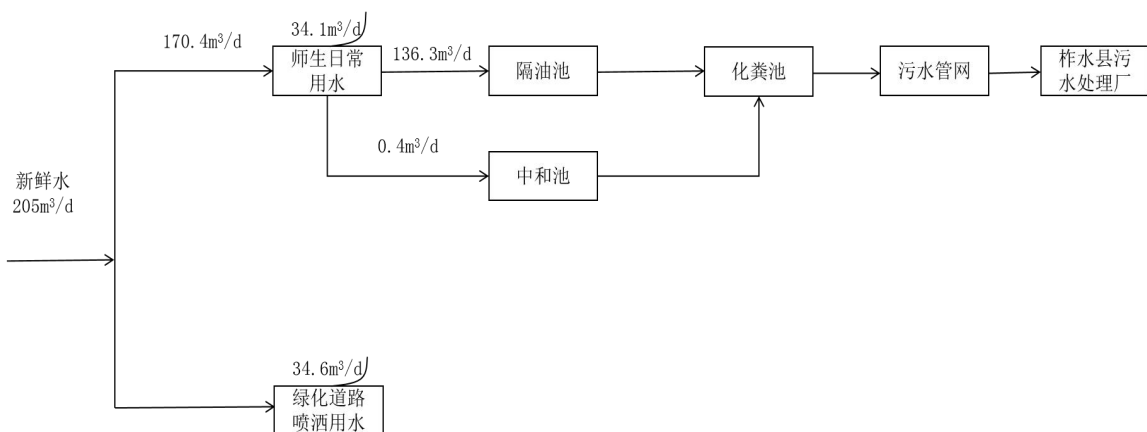 34.1m³/d
170.4m³/d
136.3m³/d
师生日常
用水
隔油池
化粪池
污水管网
柞水县污
水处理厂
0.4m³/d
中和池
新鲜水
205m³/d
34.6m³/d
绿化道路
喷洒用水